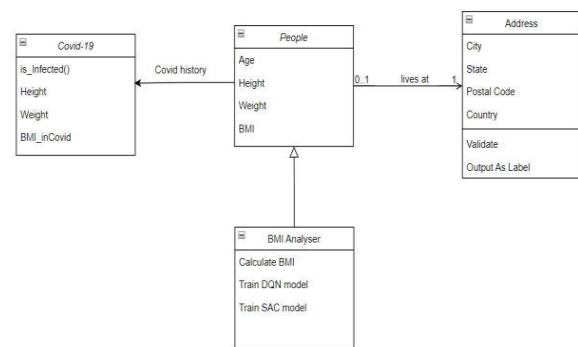 Covid-19
is_Infected()
Height
Weight
BMI_inCovid
Covid history
People
Age
Height
Weight
BMI
0..1
lives at
1
Address
City
State
Postal Code
Country
Validate
Output As Label
BMI Analyser
Calculate BMI
Train DQN model
Train SAC model